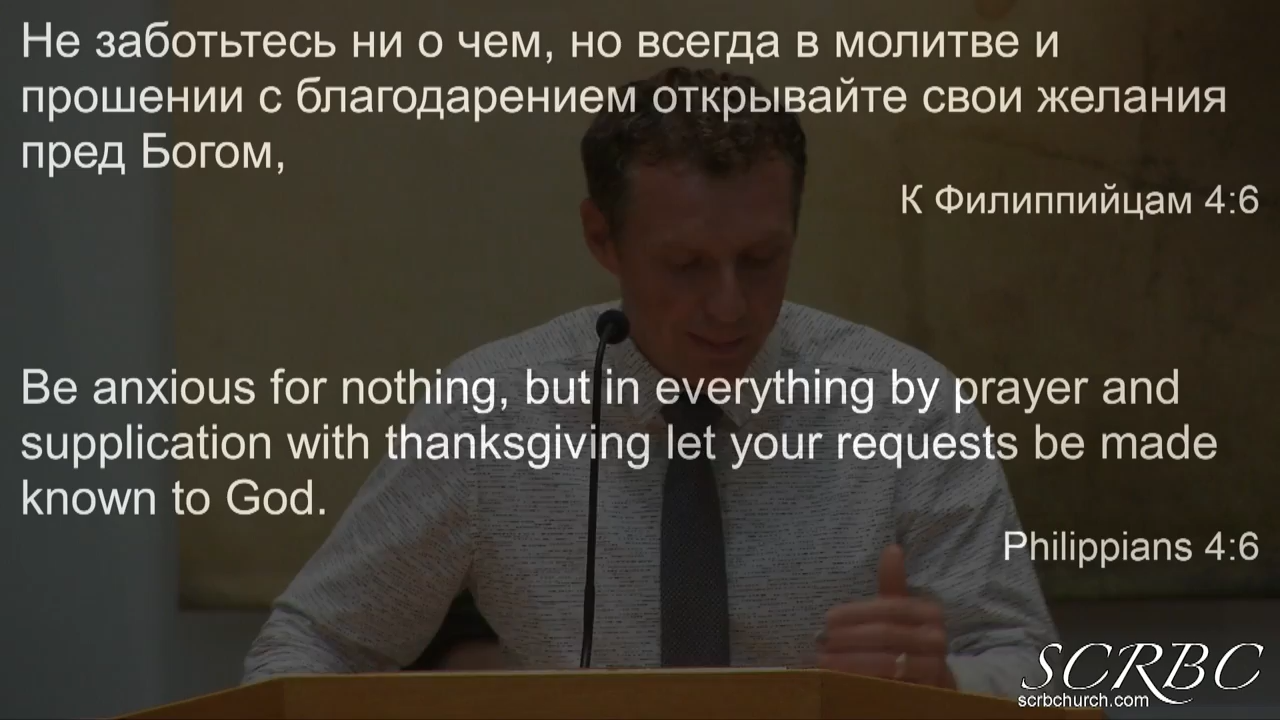 Не заботьтесь ни о чем, но всегда в молитве и
прошении с благодарением открывайте свои желания
пред Богом,
К Филиппийцам 4:6
Be anxious for nothing, but in everything by prayer and
supplication with thanksgiving let your requests be made
known to God.
Philippians 4:6
SCRBC
scrbchurch.com